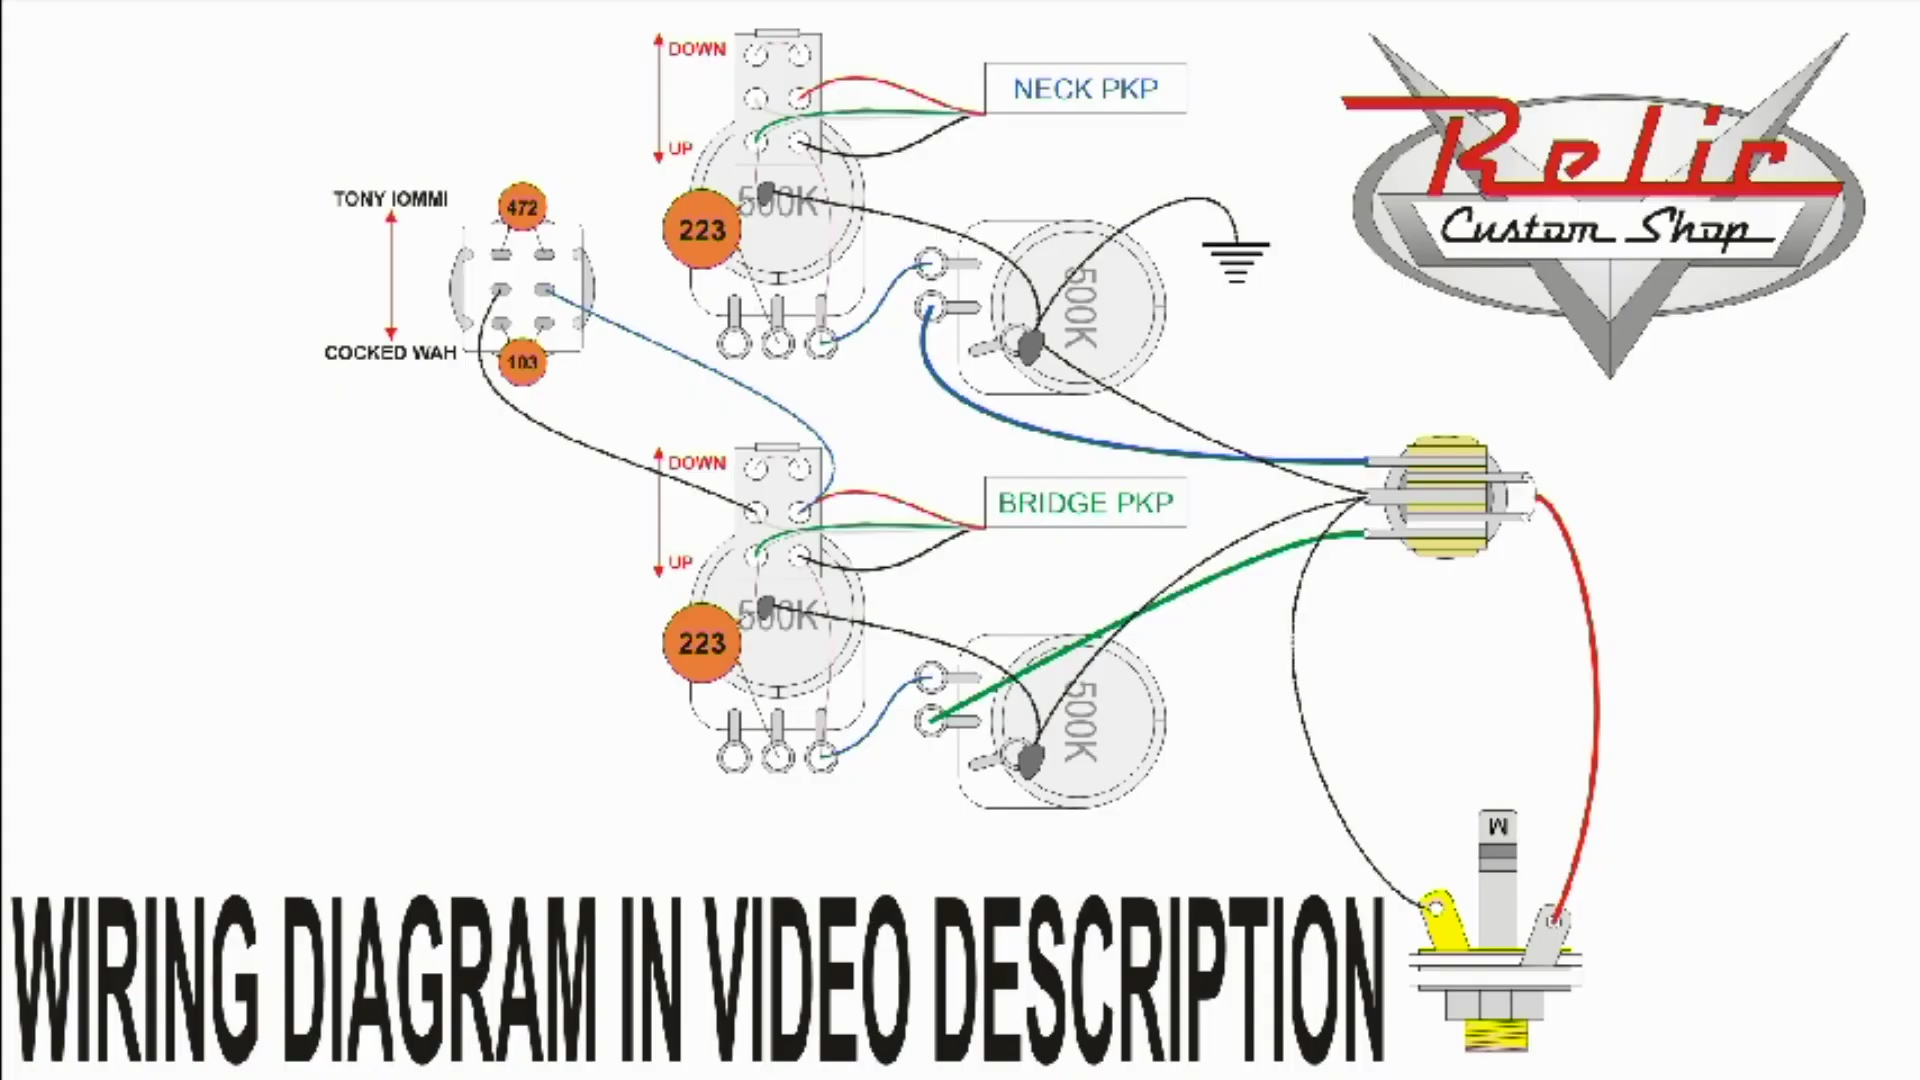 DOWN
NECK PKP
UP
500K
223
TONY IOMMI
472
COCKED WAH
103
500K
Relic
Custom Shop
DOWN
BRIDGE PKP
UP
500K
223
500K
M
WIRING DIAGRAM IN VIDEO DESCRIPTION